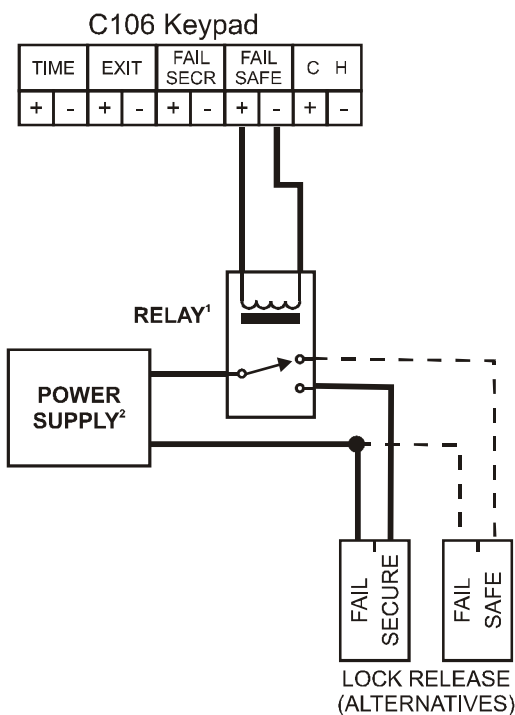 C106 Keypad
TIME EXIT FAIL SECR FAIL SAFE C H
+ - + - + - + - + -
RELAY¹
POWER
SUPPLY²
FAIL
SECURE
FAIL
SAFE
LOCK RELEASE
(ALTERNATIVES)